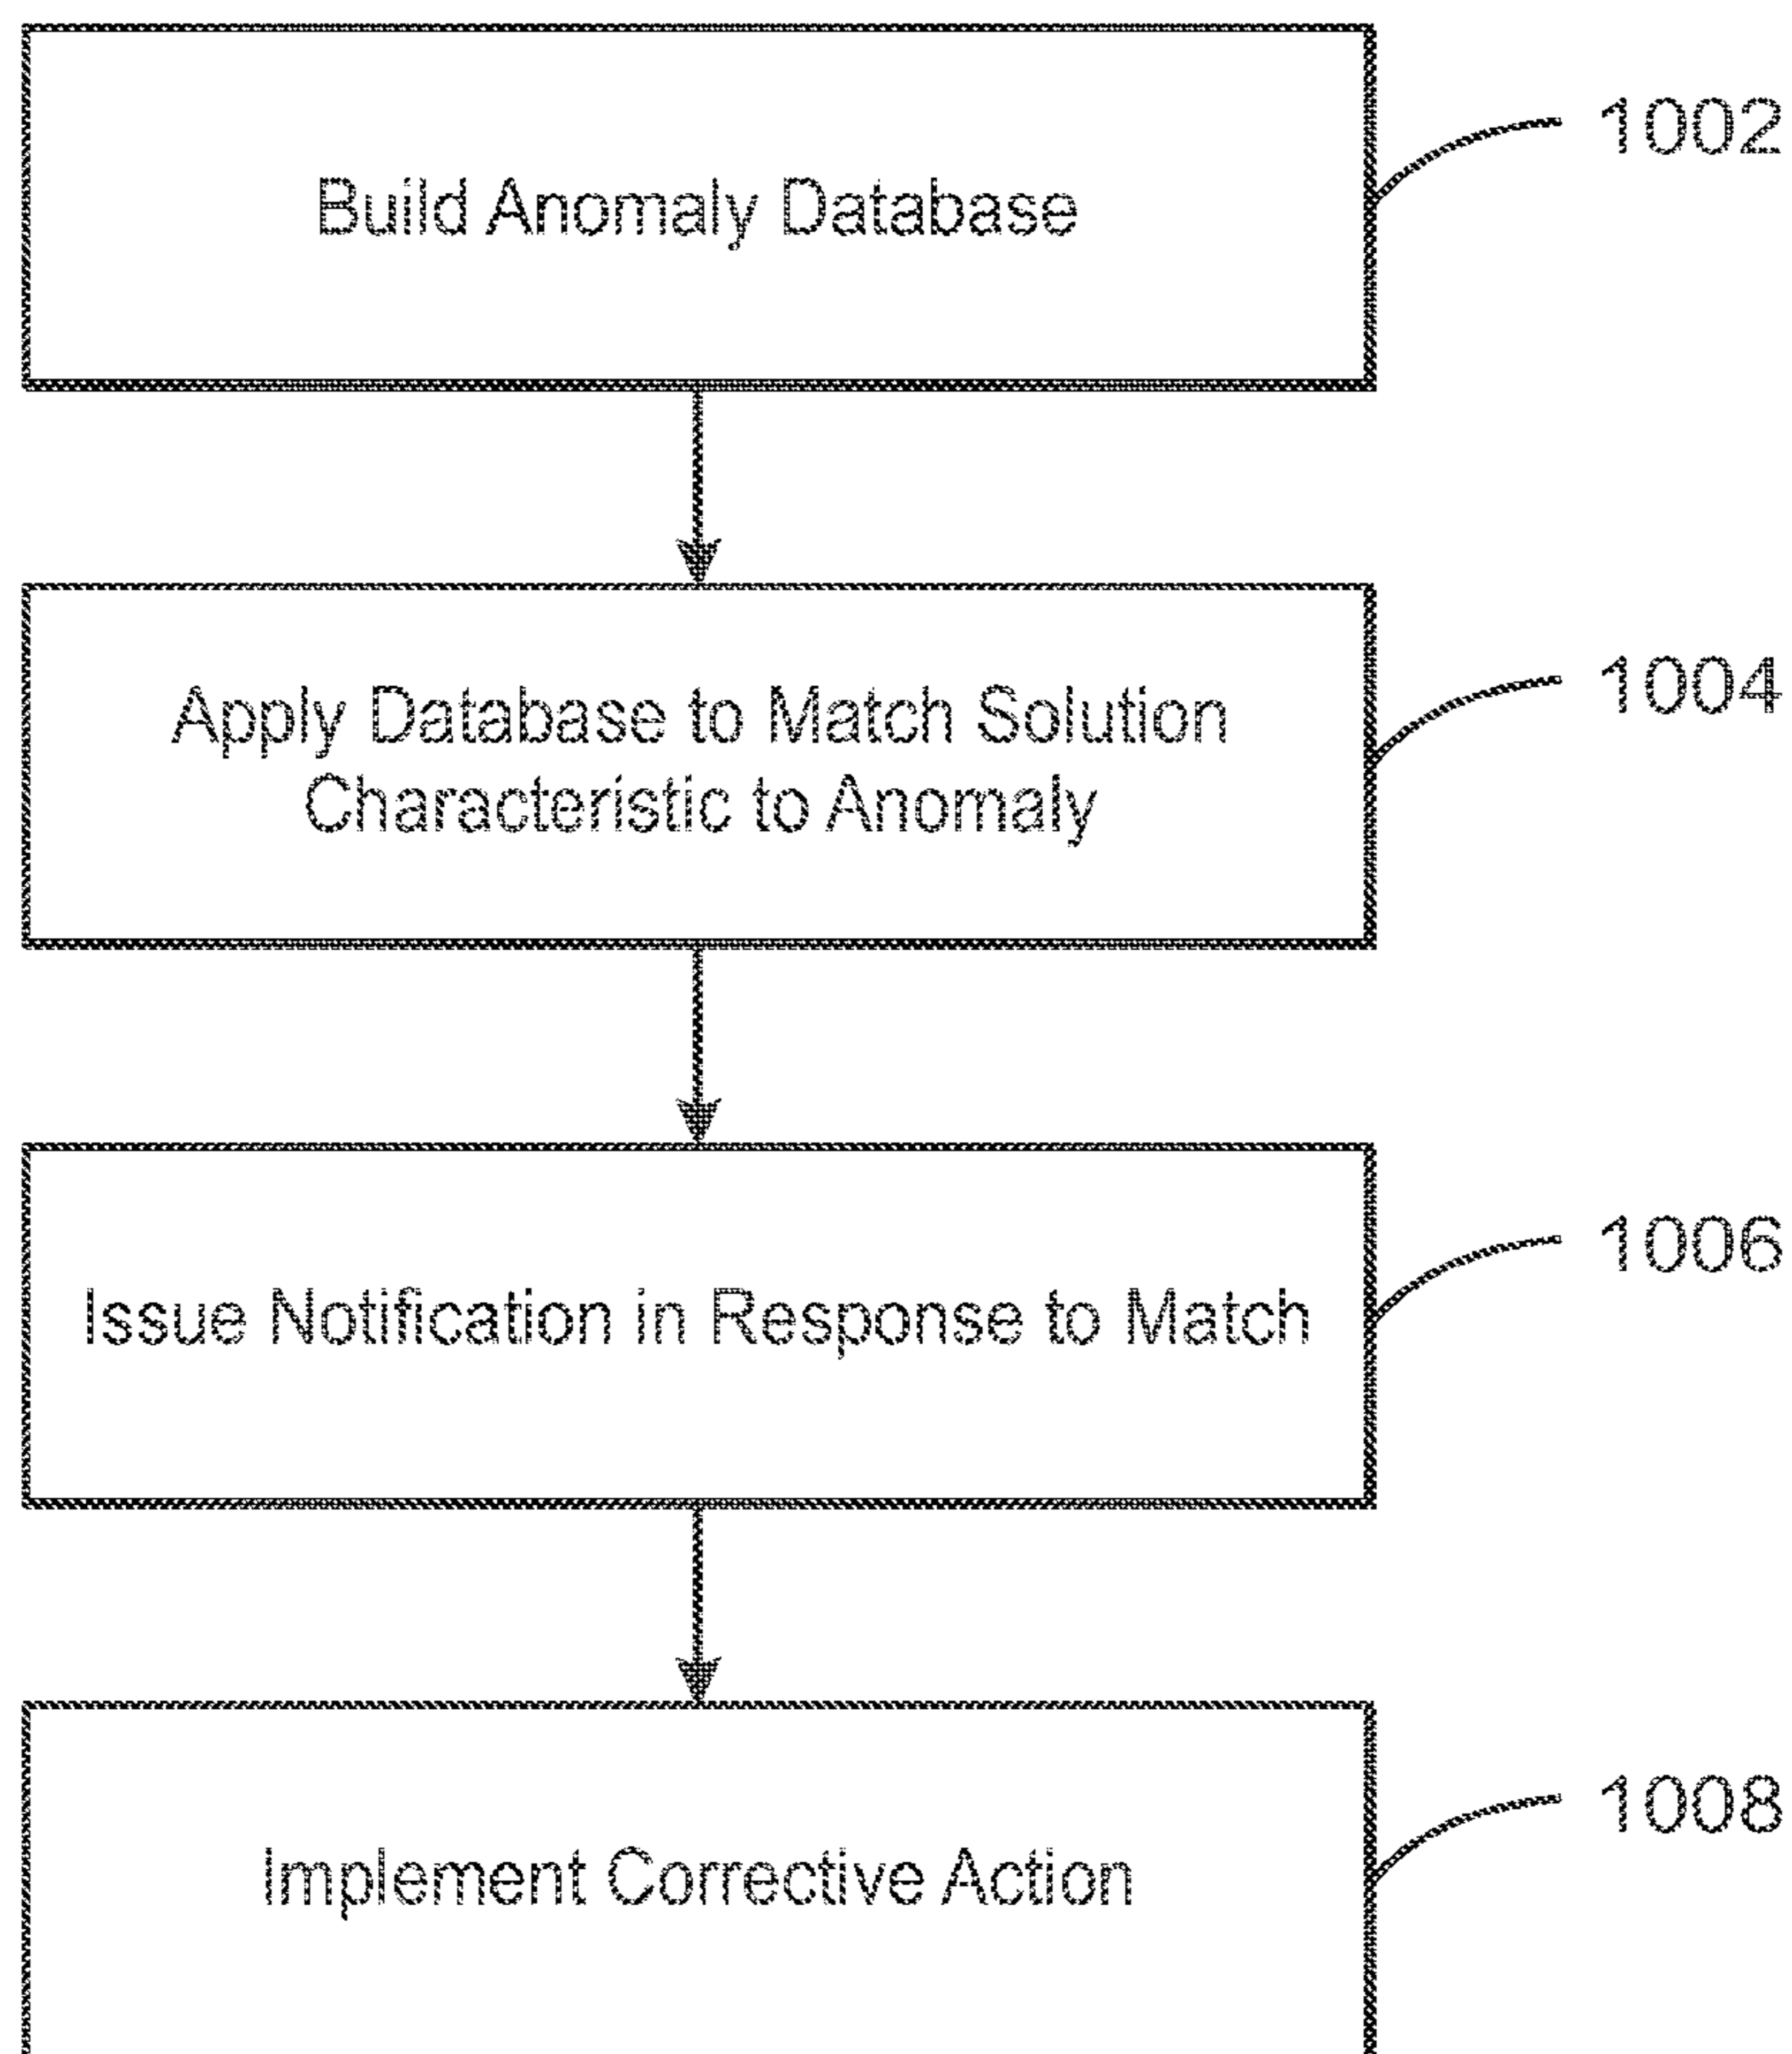 Build Anomaly Database
1002
Apply Database to Match Solution
Characteristic to Anomaly
1004
Issue Notification in Response to Match
1006
Implement Corrective Action
1008